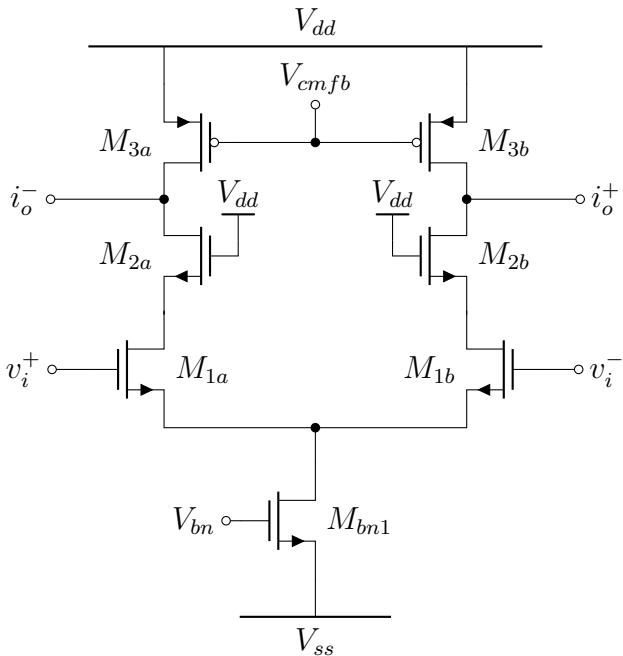 V_{dd}
V_{cmfb}
M_{3a} M_{3b}
i_o^- V_{dd} V_{dd} i_o^+
M_{2a} M_{2b}
v_i^+ M_{1a} M_{1b} v_i^-
V_{bn} M_{bn1}
V_{ss}